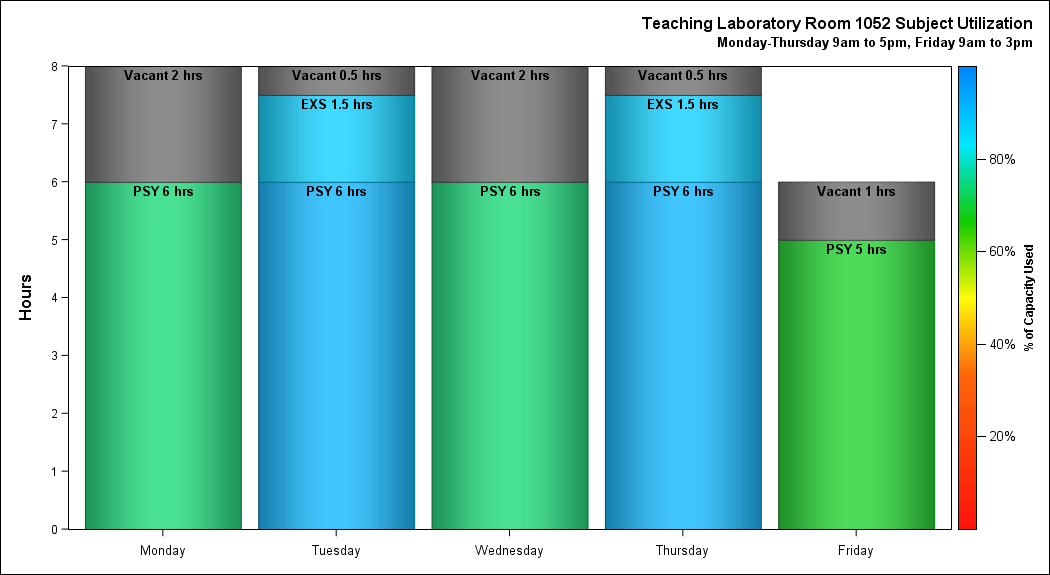 Teaching Laboratory Room 1052 Subject Utilization
Monday-Thursday 9am to 5pm, Friday 9am to 3pm
8
7
6
5
4
3
2
1
0
Hours
Vacant 2 hrs
PSY 6 hrs
Vacant 0.5 hrs
EXS 1.5 hrs
PSY 6 hrs
Vacant 2 hrs
PSY 6 hrs
Vacant 0.5 hrs
EXS 1.5 hrs
PSY 6 hrs
Vacant 1 hrs
PSY 5 hrs
Monday
Tuesday
Wednesday
Thursday
Friday
80%
60%
40%
20%
% of Capacity Used